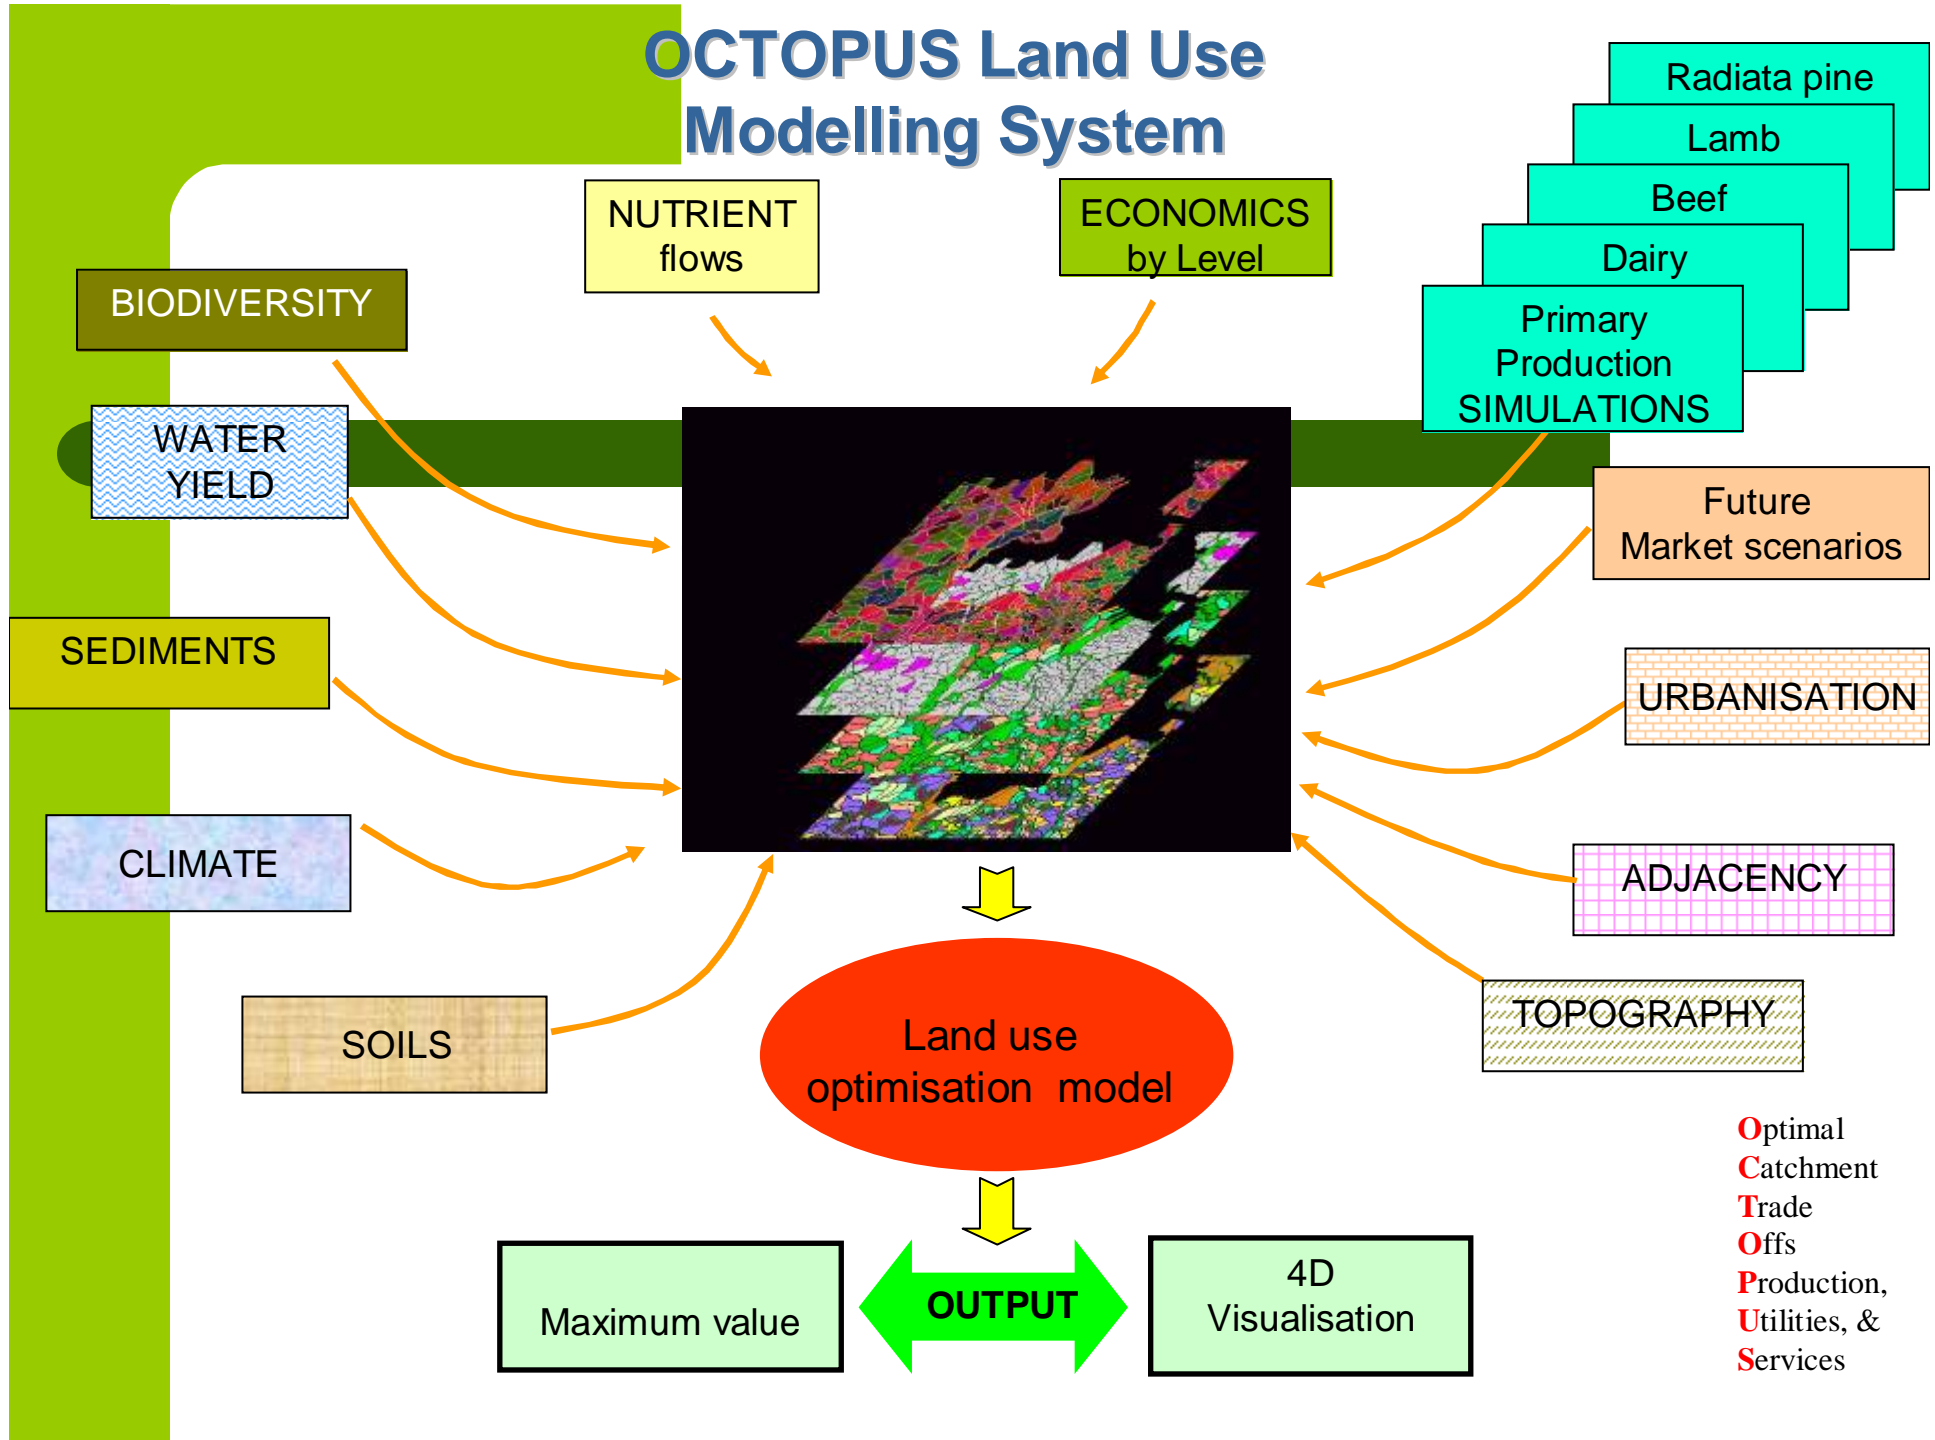 OCTOPUS Land Use
Modelling System
Radiata pine
Lamb
Beef
Dairy
Primary
Production
SIMULATIONS
NUTRIENT
flows
ECONOMICS
by Level
BIODIVERSITY
WATER
YIELD
SEDIMENTS
CLIMATE
SOILS
Future
Market scenarios
URBANISATION
ADJACENCY
TOPOGRAPHY
Land use
optimisation model
Maximum value
OUTPUT
4D
Visualisation
Optimal
Catchment
Trade
Offs
Production,
Utilities, &
Services